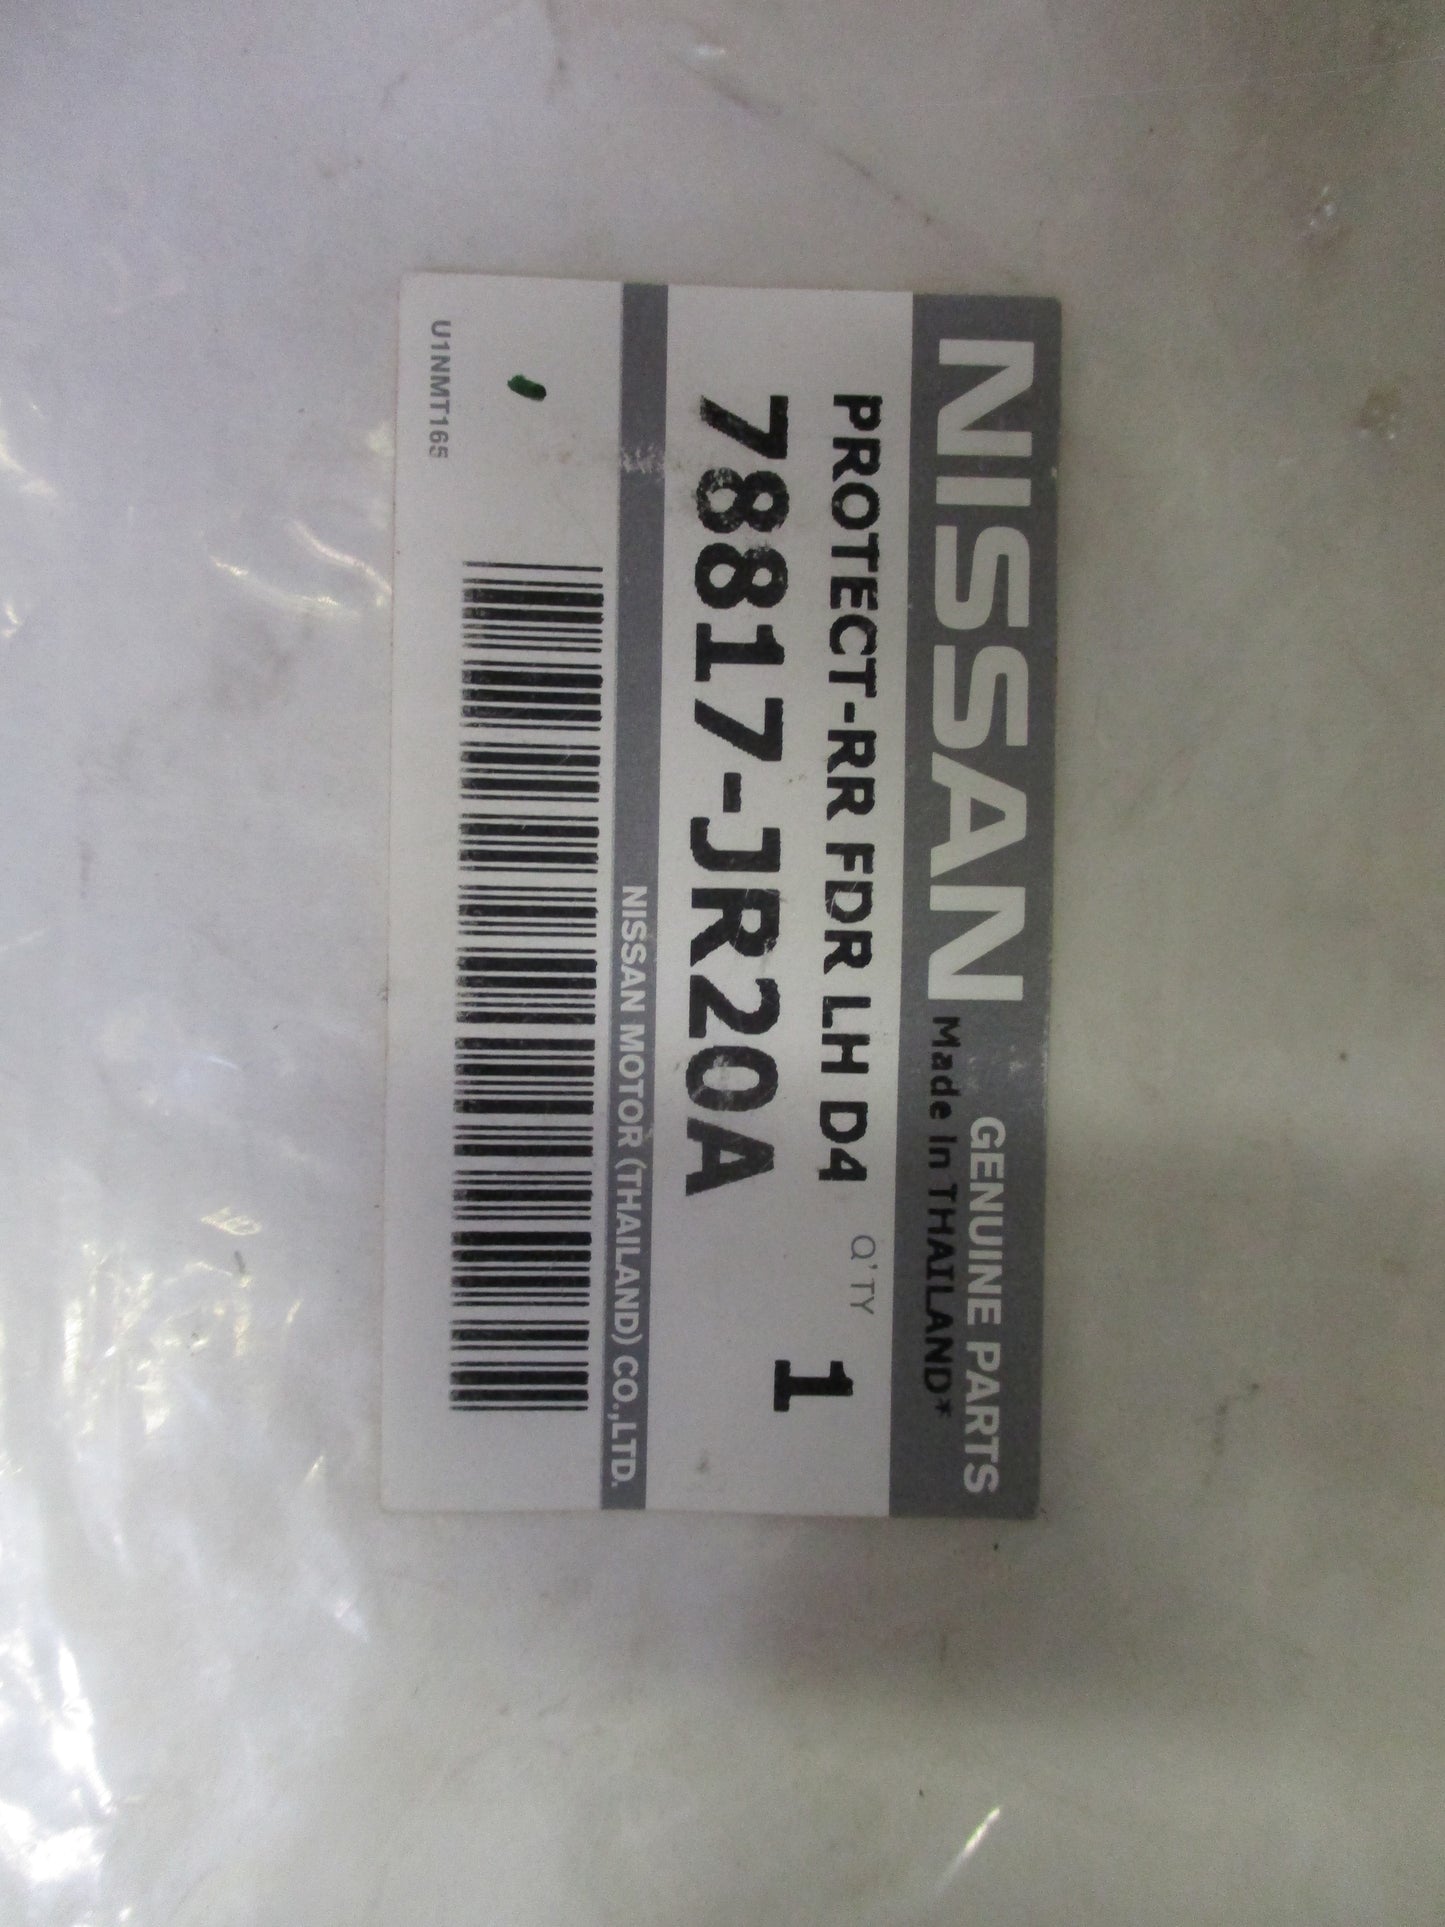 NISSAN GENUINE PARTS
Made In THAILAND*
PROTECT-RR FDR LH D4 Q'TY
78817-JR20A 1
NISSAN MOTOR (THAILAND) CO.,LTD.
U1NMT165